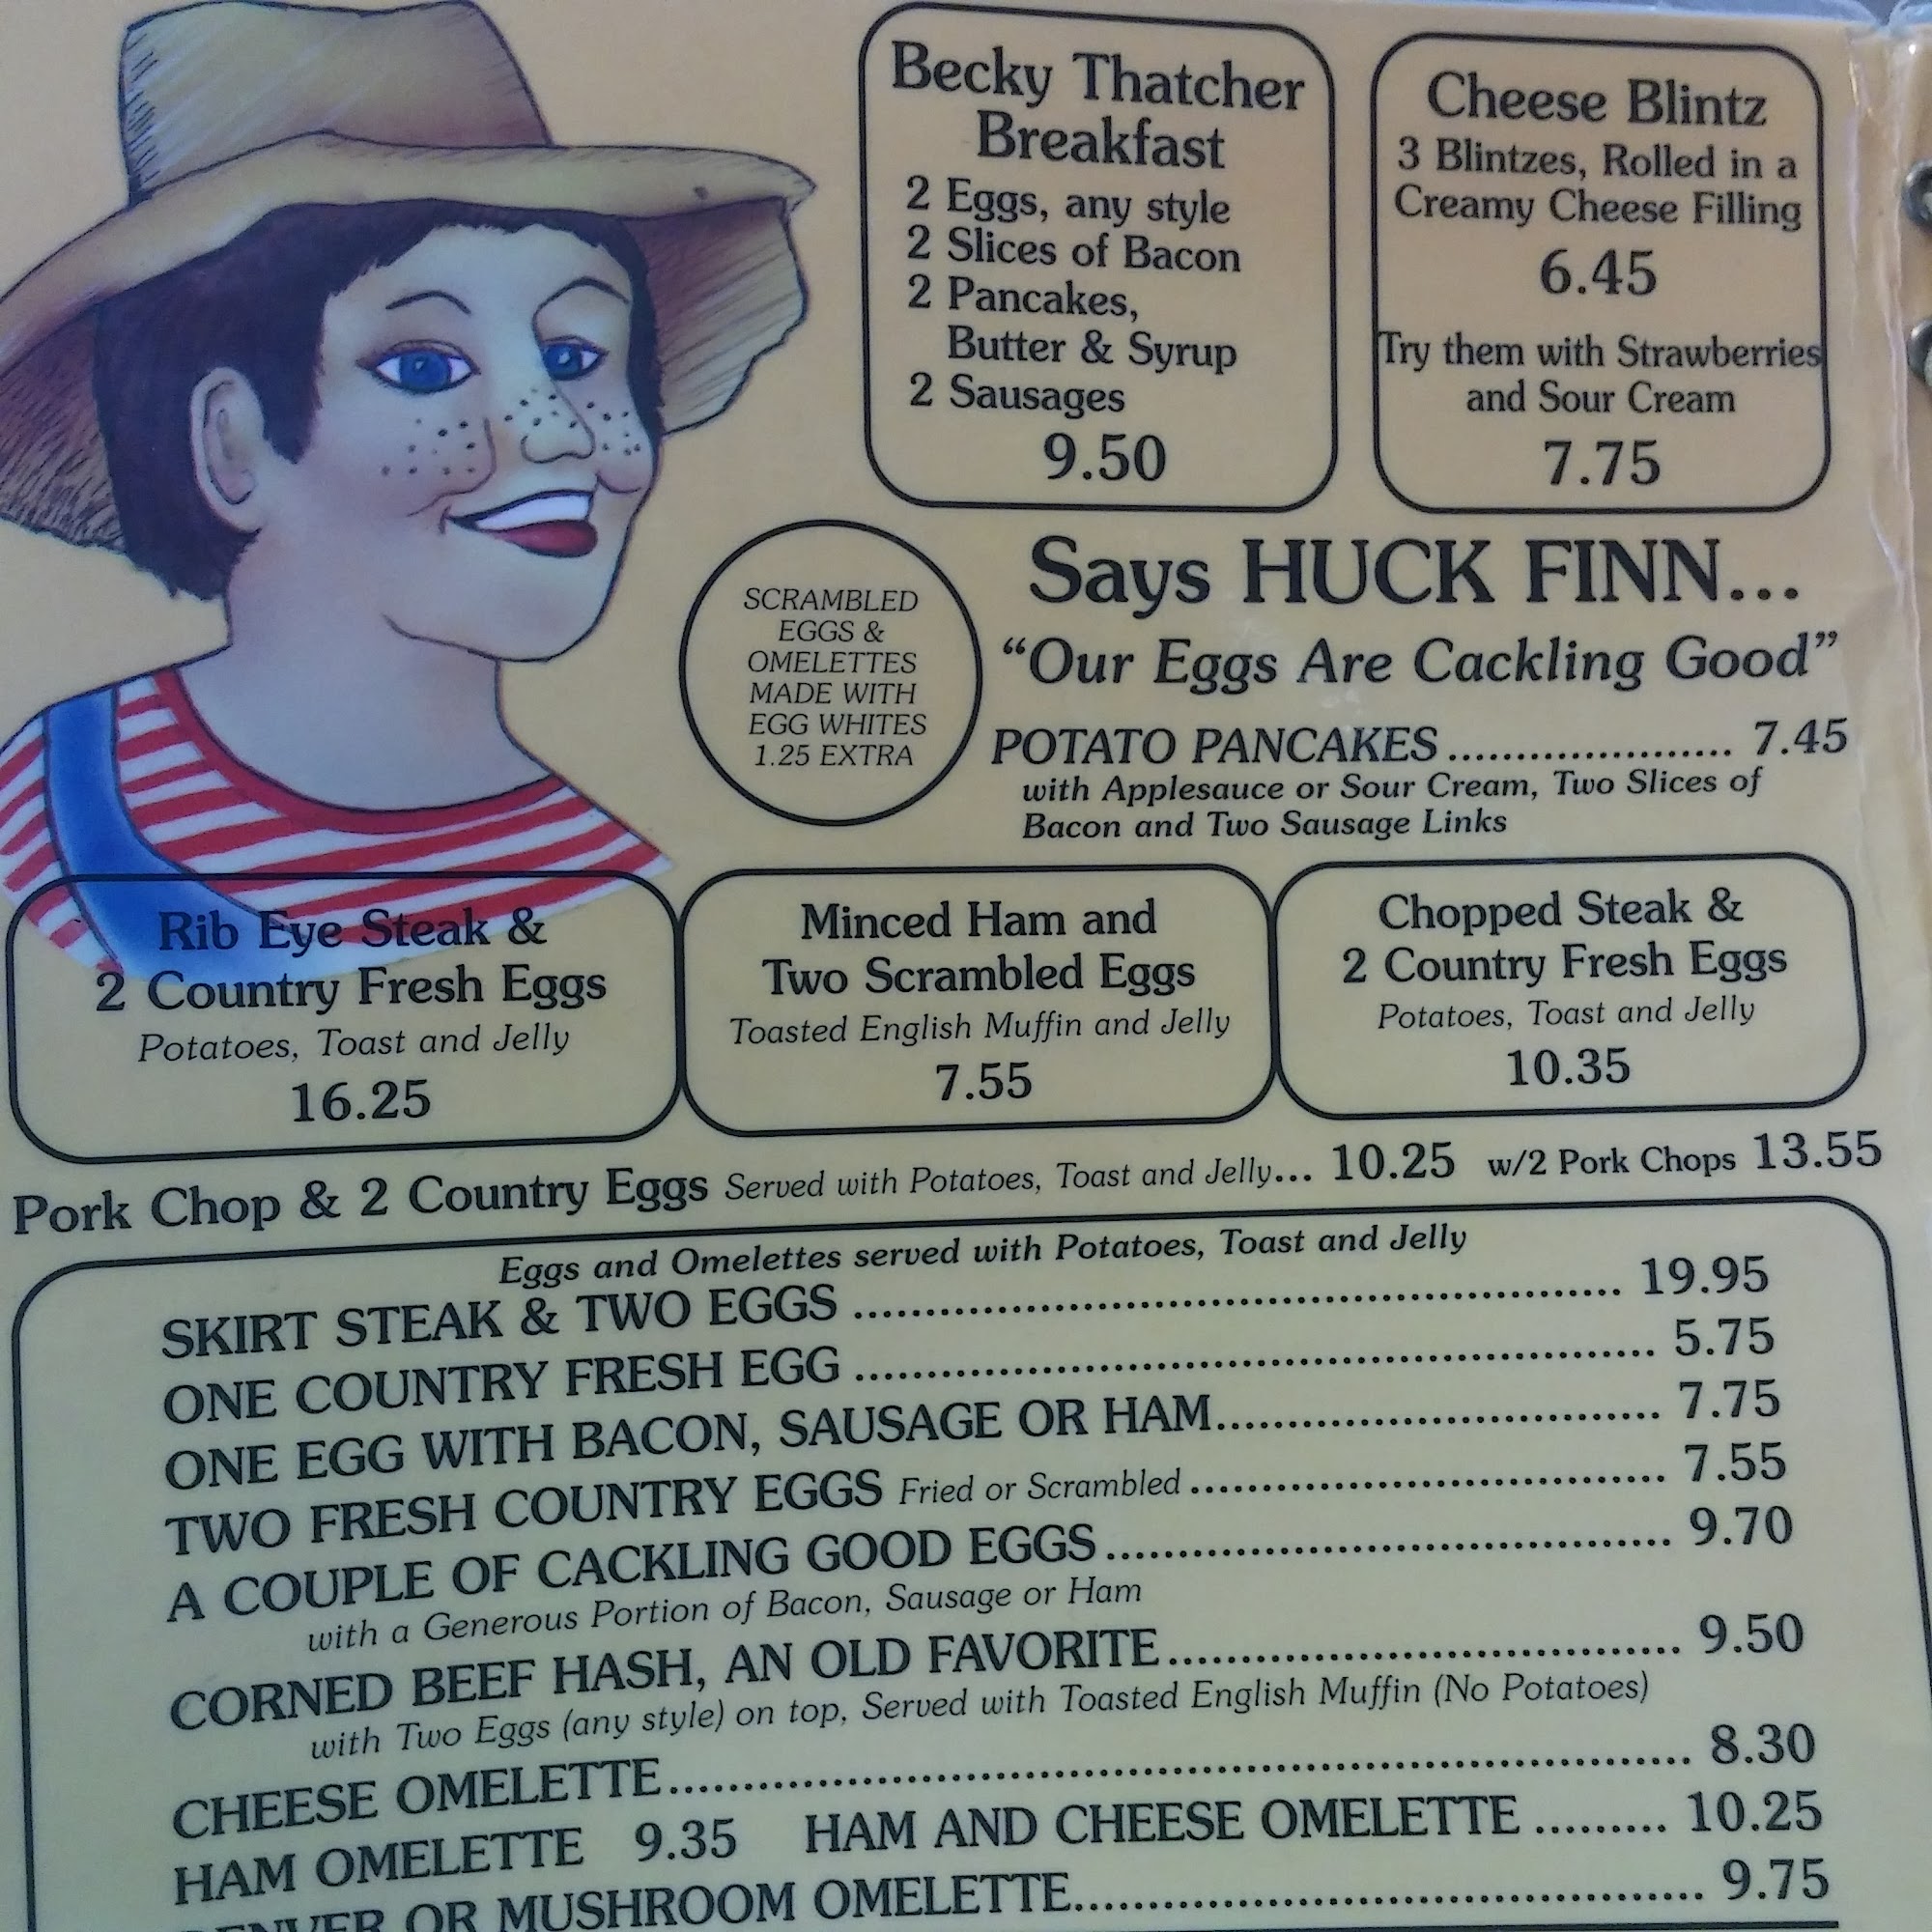 Becky Thatcher
Breakfast
2 Eggs, any style
2 Slices of Bacon
2 Pancakes,
Butter & Syrup
2 Sausages
9.50
Cheese Blintz
3 Blintzes, Rolled in a
Creamy Cheese Filling
6.45
Try them with Strawberries
and Sour Cream
7.75
SCRAMBLED
EGGS &
OMELETTES
MADE WITH
EGG WHITES
1.25 EXTRA
Says HUCK FINN...
“Our Eggs Are Cackling Good”
POTATO PANCAKES..................... 7.45
with Applesauce or Sour Cream, Two Slices of
Bacon and Two Sausage Links
Rib Eye Steak &
2 Country Fresh Eggs
Potatoes, Toast and Jelly
16.25
Minced Ham and
Two Scrambled Eggs
Toasted English Muffin and Jelly
7.55
Chopped Steak &
2 Country Fresh Eggs
Potatoes, Toast and Jelly
10.35
Pork Chop & 2 Country Eggs Served with Potatoes, Toast and Jelly... 10.25 w/2 Pork Chops 13.55
Eggs and Omelettes served with Potatoes, Toast and Jelly
SKIRT STEAK & TWO EGGS ...................................................... 19.95
ONE COUNTRY FRESH EGG ........................................................ 5.75
ONE EGG WITH BACON, SAUSAGE OR HAM............................... 7.75
TWO FRESH COUNTRY EGGS Fried or Scrambled ................................. 7.55
A COUPLE OF CACKLING GOOD EGGS........................................ 9.70
with a Generous Portion of Bacon, Sausage or Ham
CORNED BEEF HASH, AN OLD FAVORITE.................................... 9.50
with Two Eggs (any style) on top, Served with Toasted English Muffin (No Potatoes)
CHEESE OMELETTE........................................................................ 8.30
HAM OMELETTE 9.35 HAM AND CHEESE OMELETTE ......... 10.25
DENVER OR MUSHROOM OMELETTE............................................ 9.75